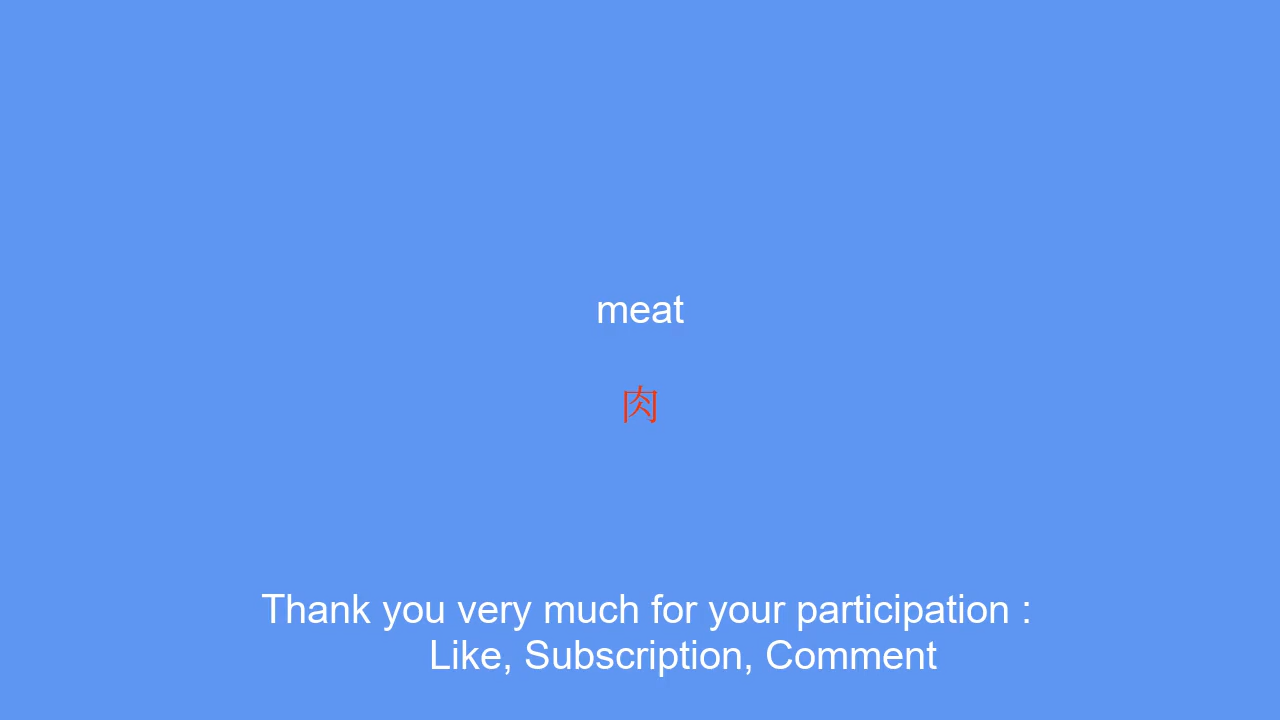 meat
肉
Thank you very much for your participation :
Like, Subscription, Comment